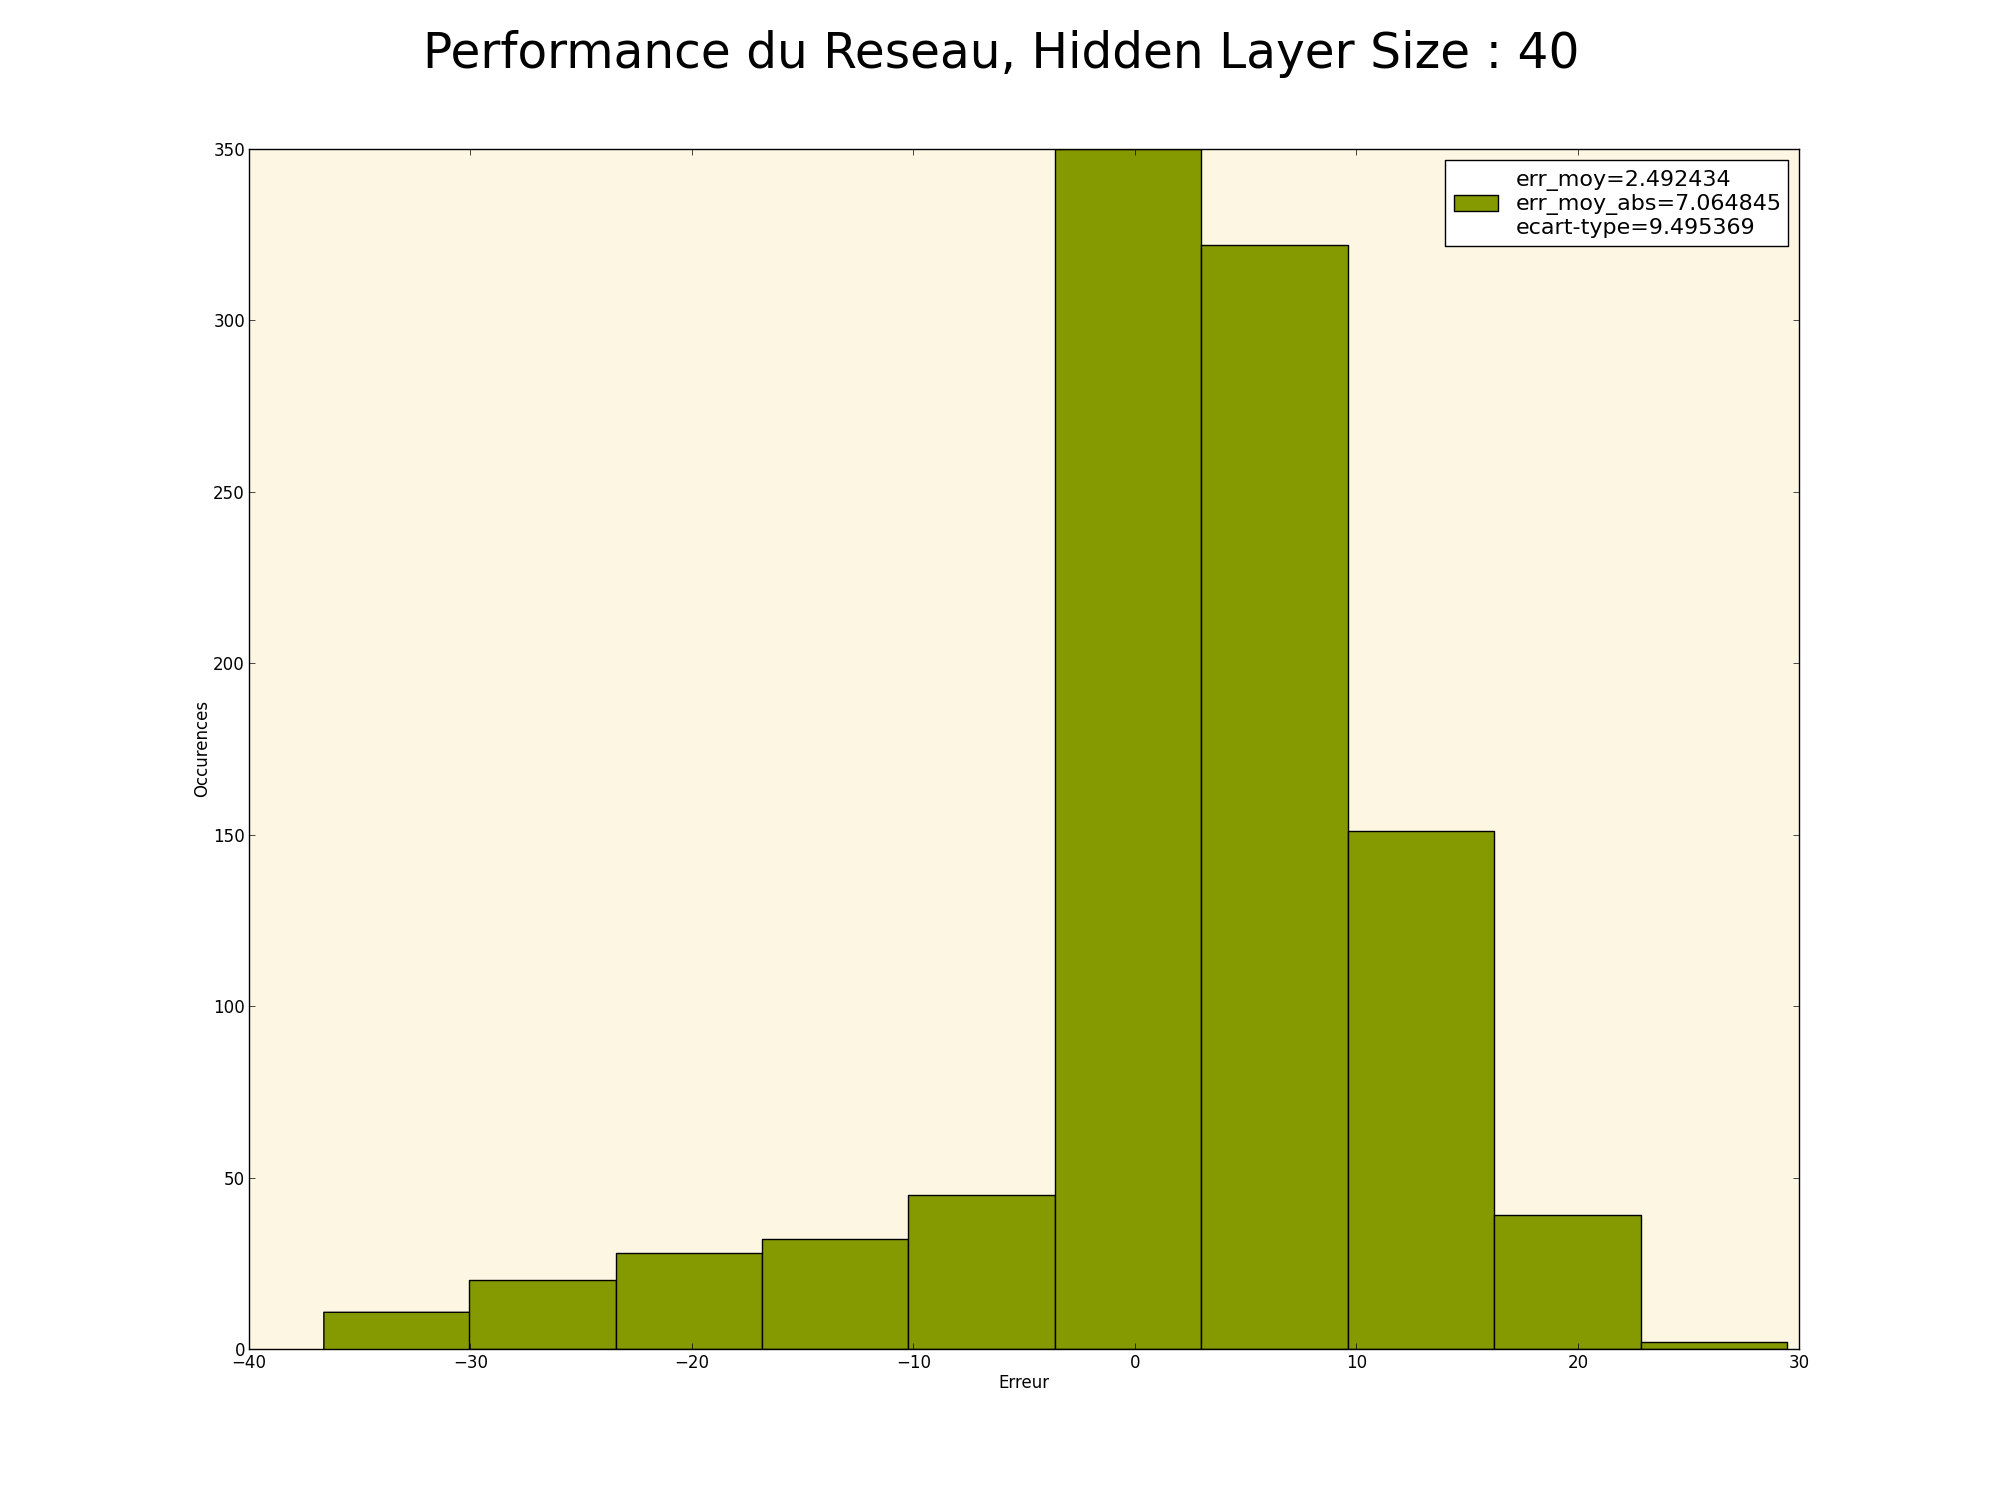 Performance du Reseau, Hidden Layer Size : 40
err_moy=2.492434
err_moy_abs=7.064845
ecart-type=9.495369
350
300
250
200
150
100
50
0
Occurences
−40 −30 −20 −10 0 10 20 30
Erreur